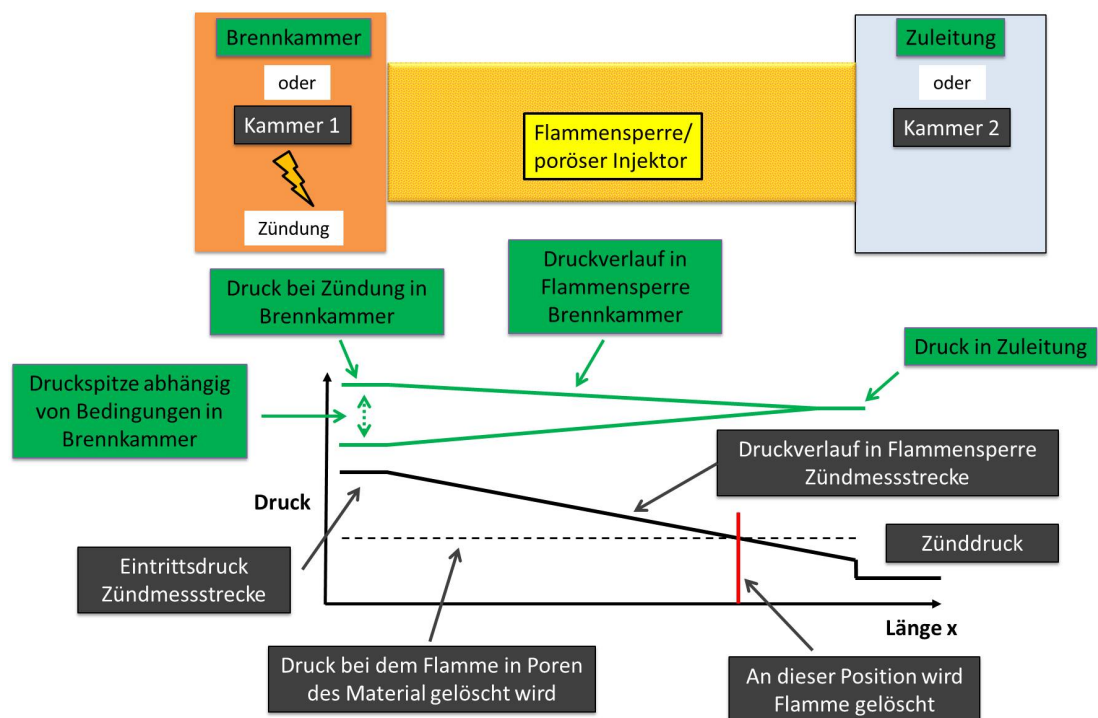 Brennkammer
oder
Kammer 1
Zündung
Flammensperre/
poröser Injektor
Zuleitung
oder
Kammer 2
Druck bei Zündung in
Brennkammer
Druckverlauf in
Flammensperre
Brennkammer
Druck in Zuleitung
Druckspitze abhängig
von Bedingungen in
Brennkammer
Druckverlauf in Flammensperre
Zündmessstrecke
Druck
Eintrittsdruck
Zündmessstrecke
Zünddruck
Länge x
Druck bei dem Flamme in Poren
des Material gelöscht wird
An dieser Position wird
Flamme gelöscht